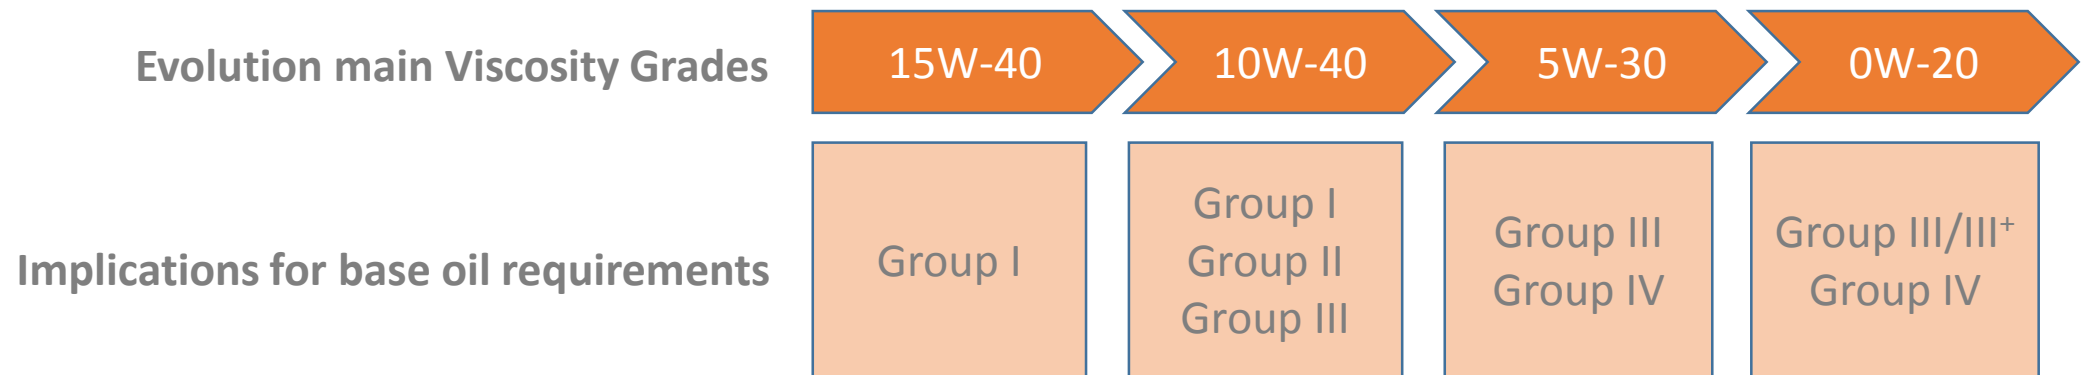 Evolution main Viscosity Grades
15W-40
10W-40
5W-30
0W-20
Implications for base oil requirements
Group I
Group I
Group II
Group III
Group III
Group IV
Group III/III⁺
Group IV